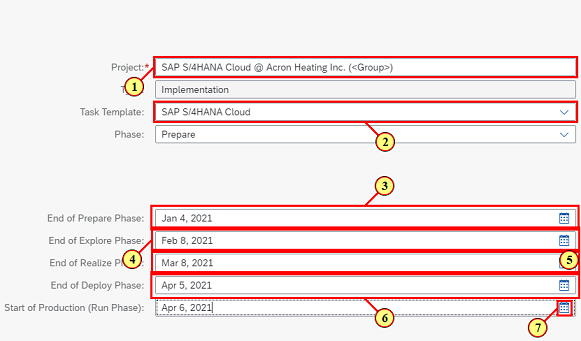 Project:* SAP S/4HANA Cloud @ Acron Heating Inc. (<Group>)
1
T Implementation
Task Template: SAP S/4HANA Cloud
Phase: Prepare
2
3
End of Prepare Phase: Jan 4, 2021
End of Explore Phase: Feb 8, 2021
4
5
End of Realize Ph Mar 8, 2021
End of Deploy Phase: Apr 5, 2021
Start of Production (Run Phase): Apr 6, 2021
6
7